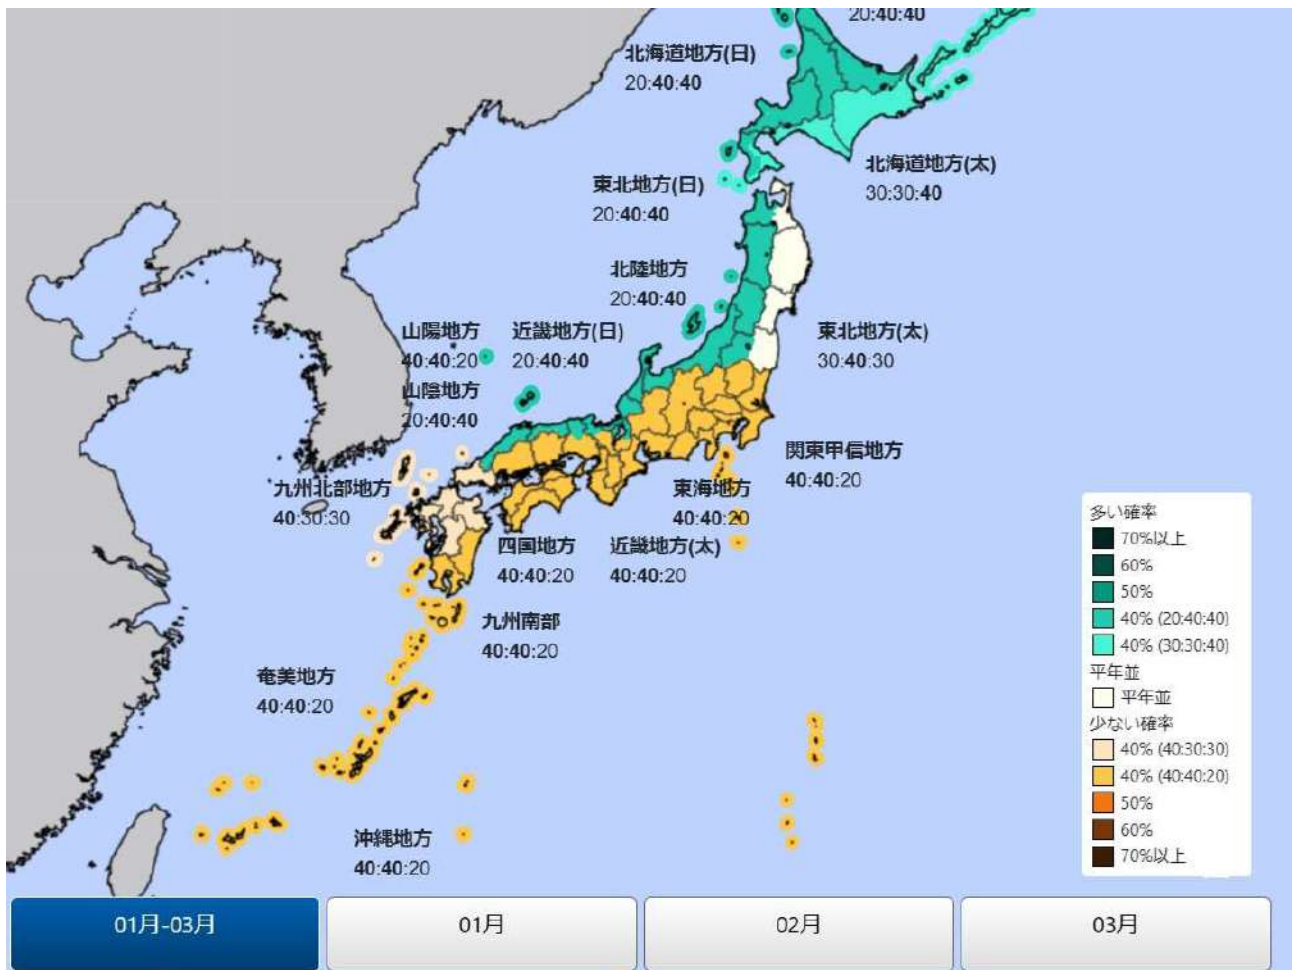 20:40:40
北海道地方(日)
20:40:40
北海道地方(太)
30:30:40
東北地方(日)
20:40:40
北陸地方
20:40:40
山陽地方
40:40:20
近畿地方(日)
20:40:40
東北地方(太)
30:40:30
山陰地方
20:40:40
関東甲信地方
40:40:20
九州北部地方
40:30:30
東海地方
40:40:20
四国地方
40:40:20
近畿地方(太)
40:40:20
九州南部
40:40:20
奄美地方
40:40:20
沖縄地方
40:40:20
多い確率
70%以上
60%
50%
40% (20:40:40)
40% (30:30:40)
平年並
平年並
少ない確率
40% (40:30:30)
40% (40:40:20)
50%
60%
70%以上
01月-03月
01月
02月
03月